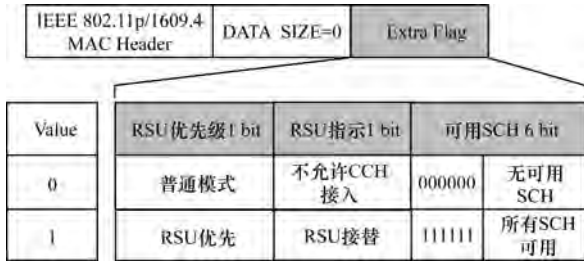 IEEE 802.11p/1609.4 MAC Header DATA SIZE=0 Extra Flag
Value RSU优先级1 bit RSU指示1 bit 可用SCH 6 bit
0 普通模式 不允许CCH接入 000000 无可用SCH
1 RSU优先 RSU接替 111111 所有SCH可用